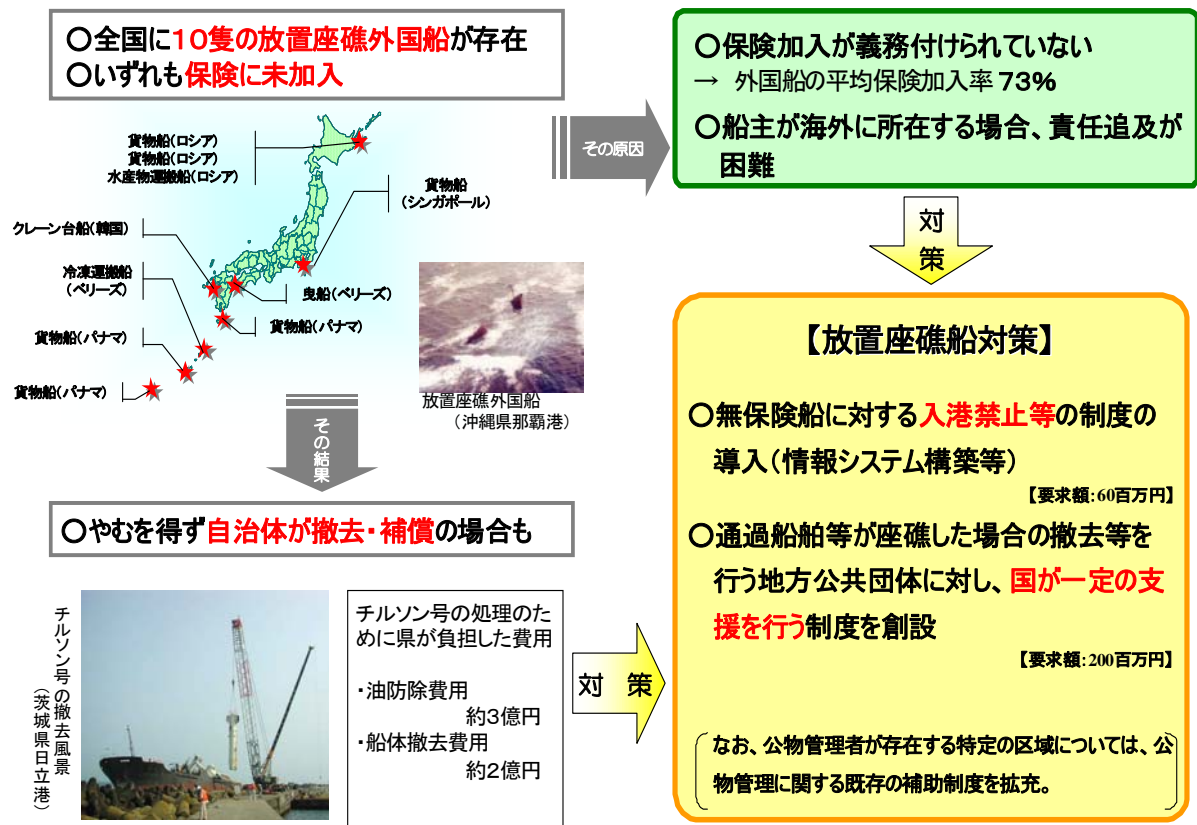 ○全国に10隻の放置座礁外国船が存在
○いずれも保険に未加入
貨物船(ロシア)
貨物船(ロシア)
水産物運搬船(ロシア)
貨物船
(シンガポール)
クレーン台船(韓国)
冷凍運搬船
(ベリーズ)
曳船(ベリーズ)
貨物船(パナマ)
貨物船(パナマ)
貨物船(パナマ)
放置座礁外国船
(沖縄県那覇港)
その原因
○保険加入が義務付けられていない
→ 外国船の平均保険加入率73%
○船主が海外に所在する場合、責任追及が
困難
対
策
その結果
○やむを得ず自治体が撤去・補償の場合も
チルソン号の撤去風景
(茨城県日立港)
チルソン号の処理のた
めに県が負担した費用
・油防除費用
約3億円
・船体撤去費用
約2億円
対 策
【放置座礁船対策】
○無保険船に対する入港禁止等の制度の
導入(情報システム構築等)
【要求額:60百万円】
○通過船舶等が座礁した場合の撤去等を
行う地方公共団体に対し、国が一定の支
援を行う制度を創設
【要求額:200百万円】
なお、公物管理者が存在する特定の区域については、公
物管理に関する既存の補助制度を拡充。